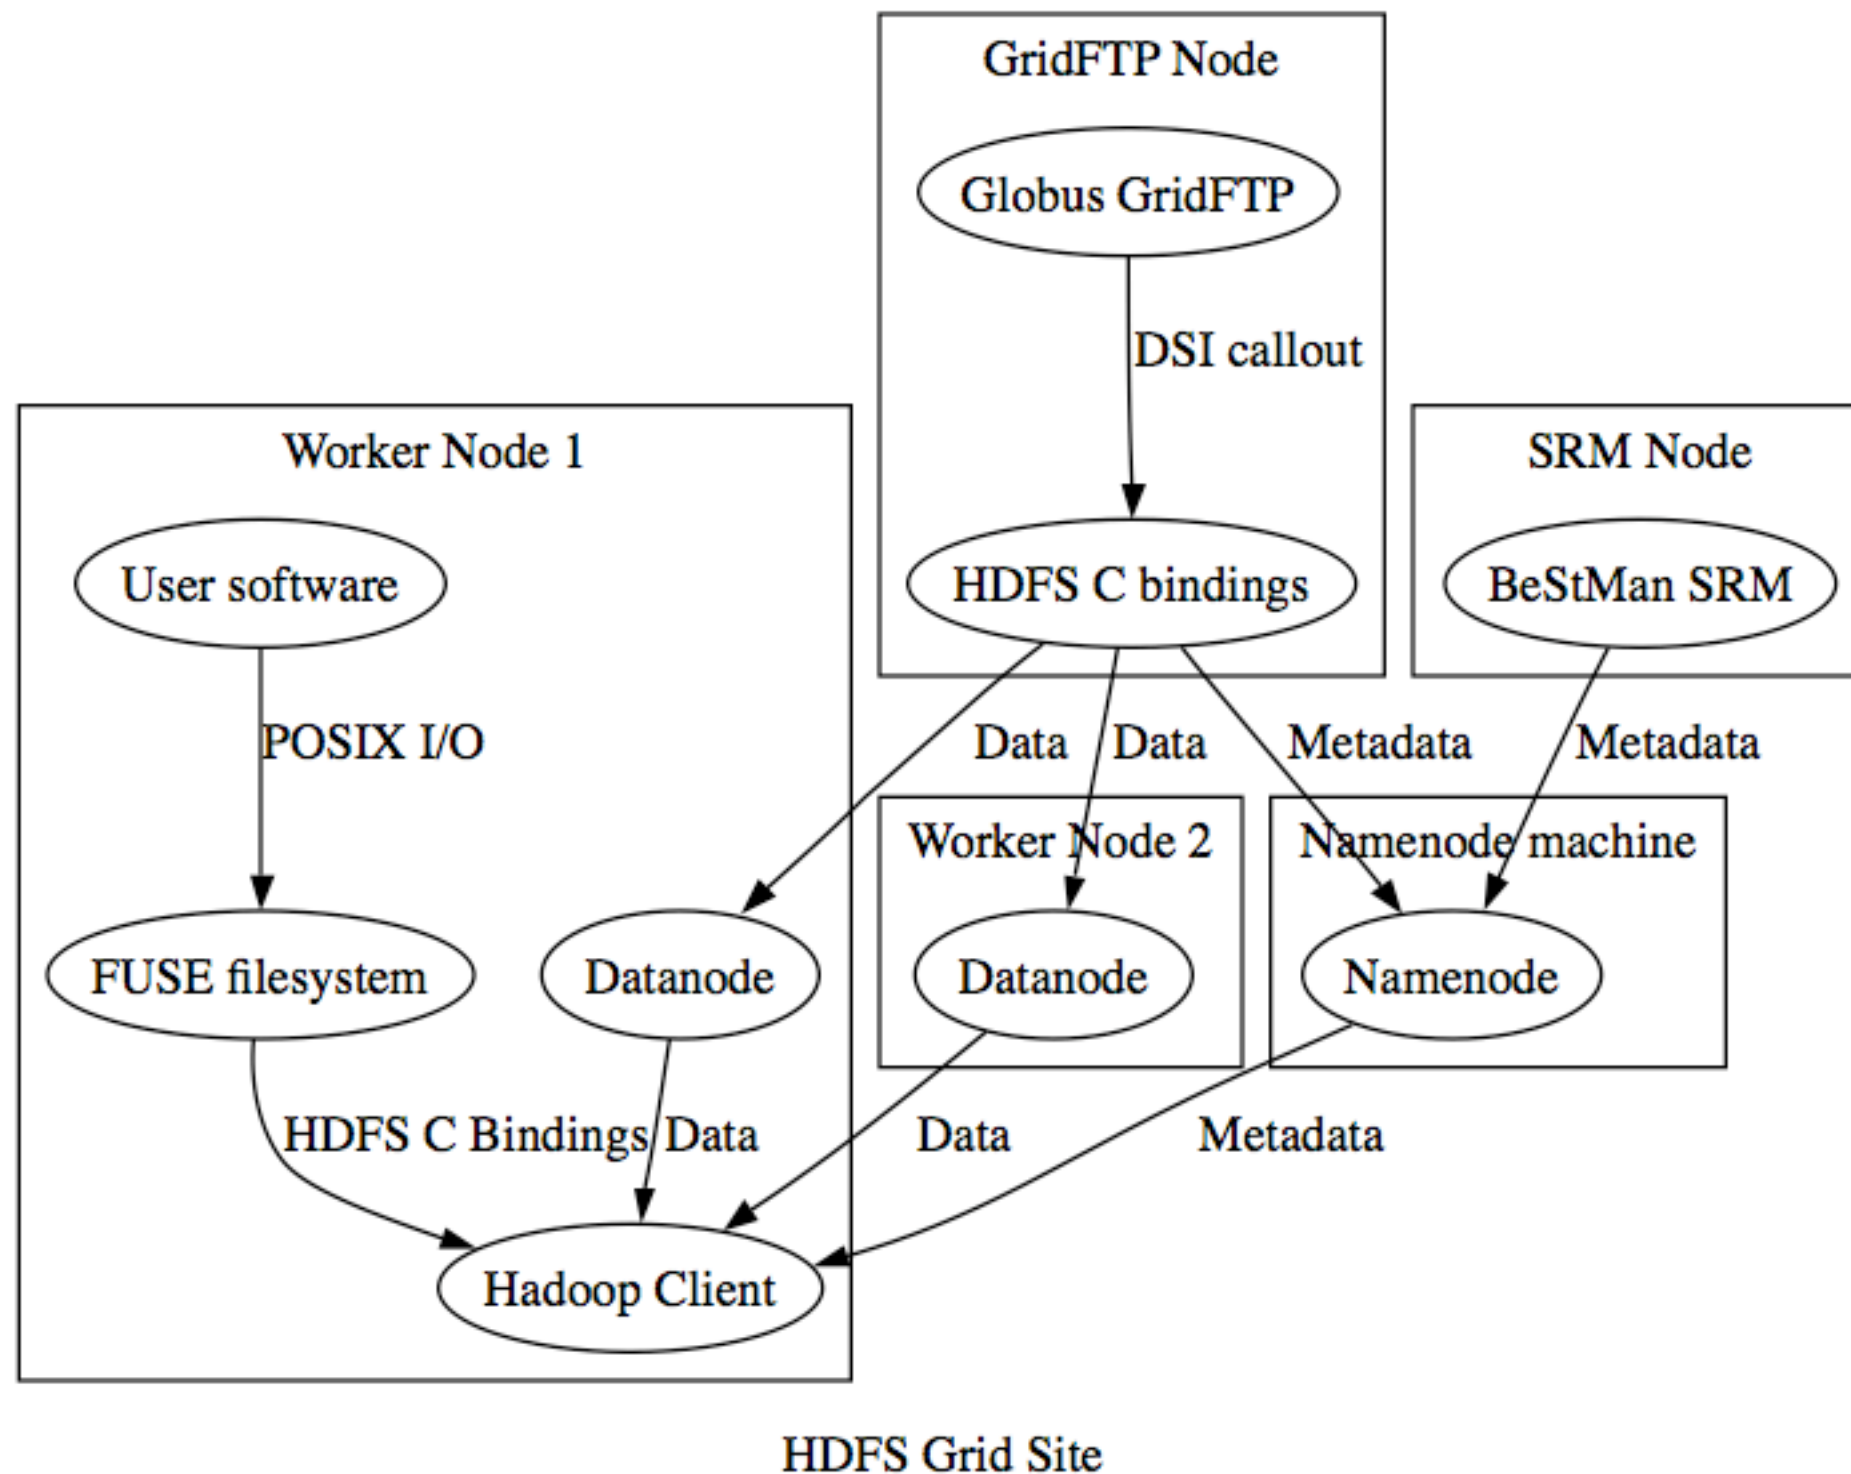 GridFTP Node
Globus GridFTP
DSI callout
Worker Node 1
SRM Node
User software
HDFS C bindings
BeStMan SRM
POSIX I/O
Data
Data
Metadata
Metadata
Worker Node 2
Namenode machine
FUSE filesystem
Datanode
Datanode
Namenode
HDFS C Bindings
Data
Data
Metadata
Hadoop Client
HDFS Grid Site